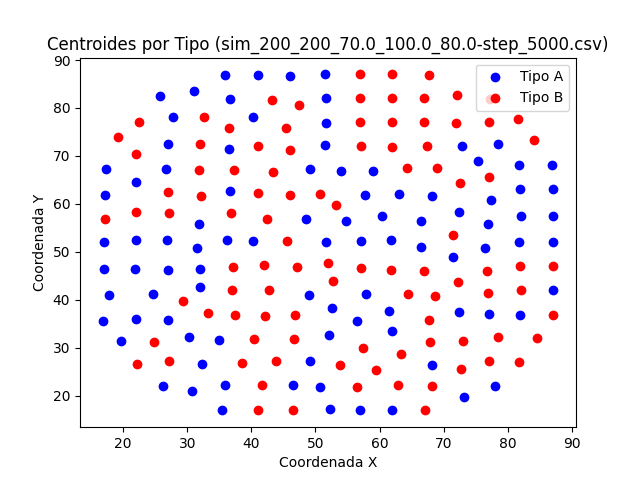 Centroides por Tipo (sim_200_200_70.0_100.0_80.0-step_5000.csv)
Tipo A
Tipo B
Coordenada Y
90
80
70
60
50
40
30
20
20 30 40 50 60 70 80 90
Coordenada X